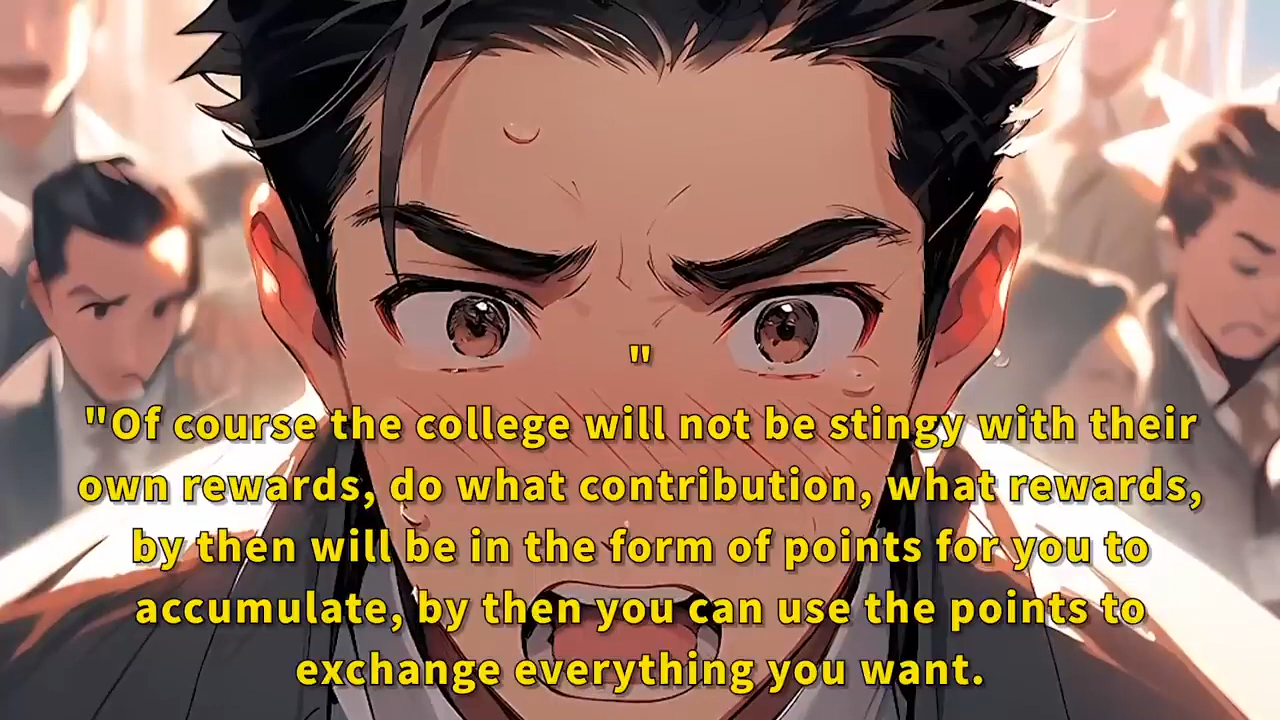 "
"Of course the college will not be stingy with their
own rewards, do what contribution, what rewards,
by then will be in the form of points for you to
accumulate, by then you can use the points to
exchange everything you want.